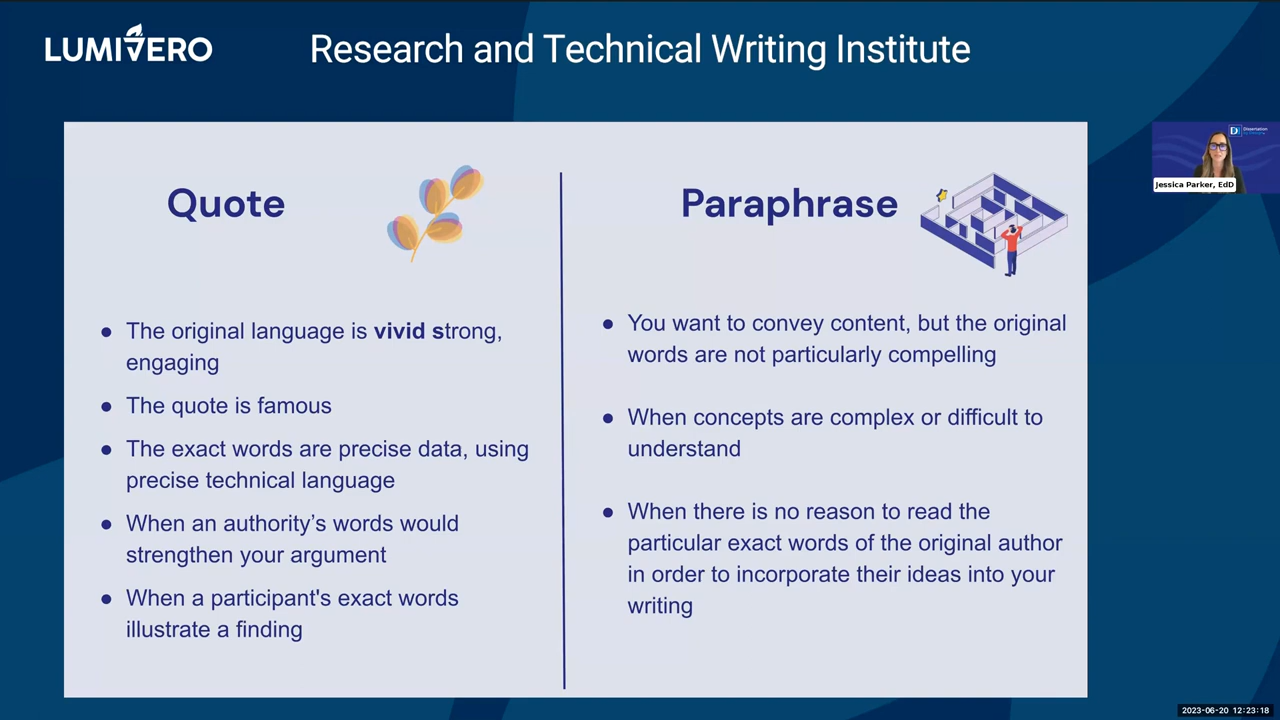 LUMIVERO
Research and Technical Writing Institute
Quote
● The original language is vivid strong,
engaging
● The quote is famous
● The exact words are precise data, using
precise technical language
● When an authority’s words would
strengthen your argument
● When a participant's exact words
illustrate a finding
Paraphrase
● You want to convey content, but the original
words are not particularly compelling
● When concepts are complex or difficult to
understand
● When there is no reason to read the
particular exact words of the original author
in order to incorporate their ideas into your
writing
Dissertation
by Design
Jessica Parker, EdD
2023-06-20 12:23:18